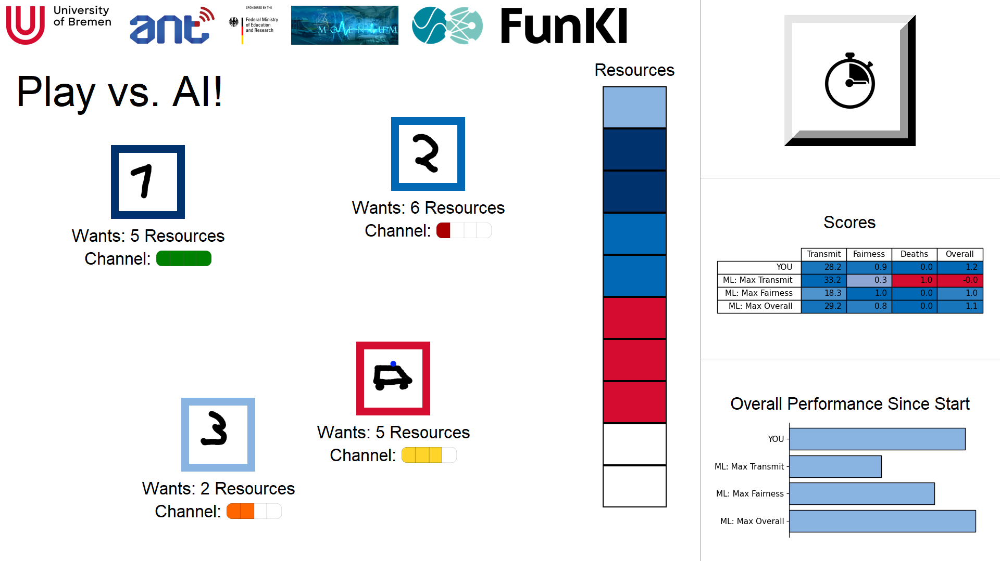 University
of Bremen
ant
SPONSORED BY THE
Federal Ministry
of Education
and Research
MOMENTUM
FunKI
Play vs. AI!
Resources
1
Wants: 5 Resources
Channel:
2
Wants: 6 Resources
Channel:
3
Wants: 2 Resources
Channel:
Wants: 5 Resources
Channel:
Scores
Transmit Fairness Deaths Overall
YOU 28.2 0.9 0.0 1.2
ML: Max Transmit 33.2 0.3 1.0 -0.0
ML: Max Fairness 18.3 1.0 0.0 1.0
ML: Max Overall 29.2 0.8 0.0 1.1
Overall Performance Since Start
YOU
ML: Max Transmit
ML: Max Fairness
ML: Max Overall